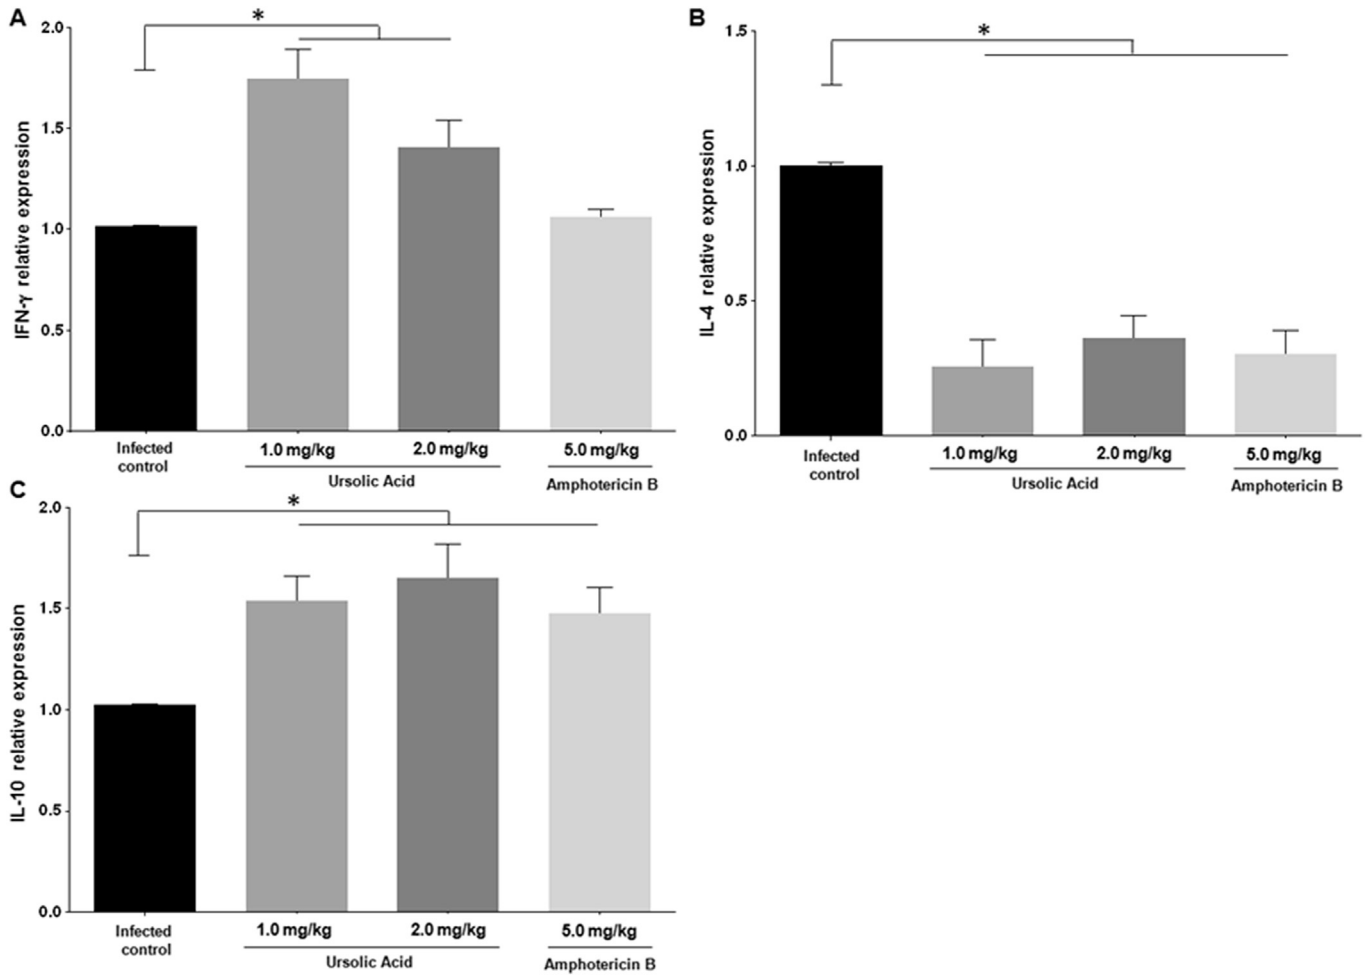 A
*
2.0
1.5
1.0
0.5
0.0
IFN-γ relative expression
Infected
control
1.0 mg/kg
2.0 mg/kg
5.0 mg/kg
Ursolic Acid
Amphotericin B
B
*
1.5
1.0
0.5
0.0
IL-4 relative expression
Infected
control
1.0 mg/kg
2.0 mg/kg
5.0 mg/kg
Ursolic Acid
Amphotericin B
C
*
2.0
1.5
1.0
0.5
0.0
IL-10 relative expression
Infected
control
1.0 mg/kg
2.0 mg/kg
5.0 mg/kg
Ursolic Acid
Amphotericin B